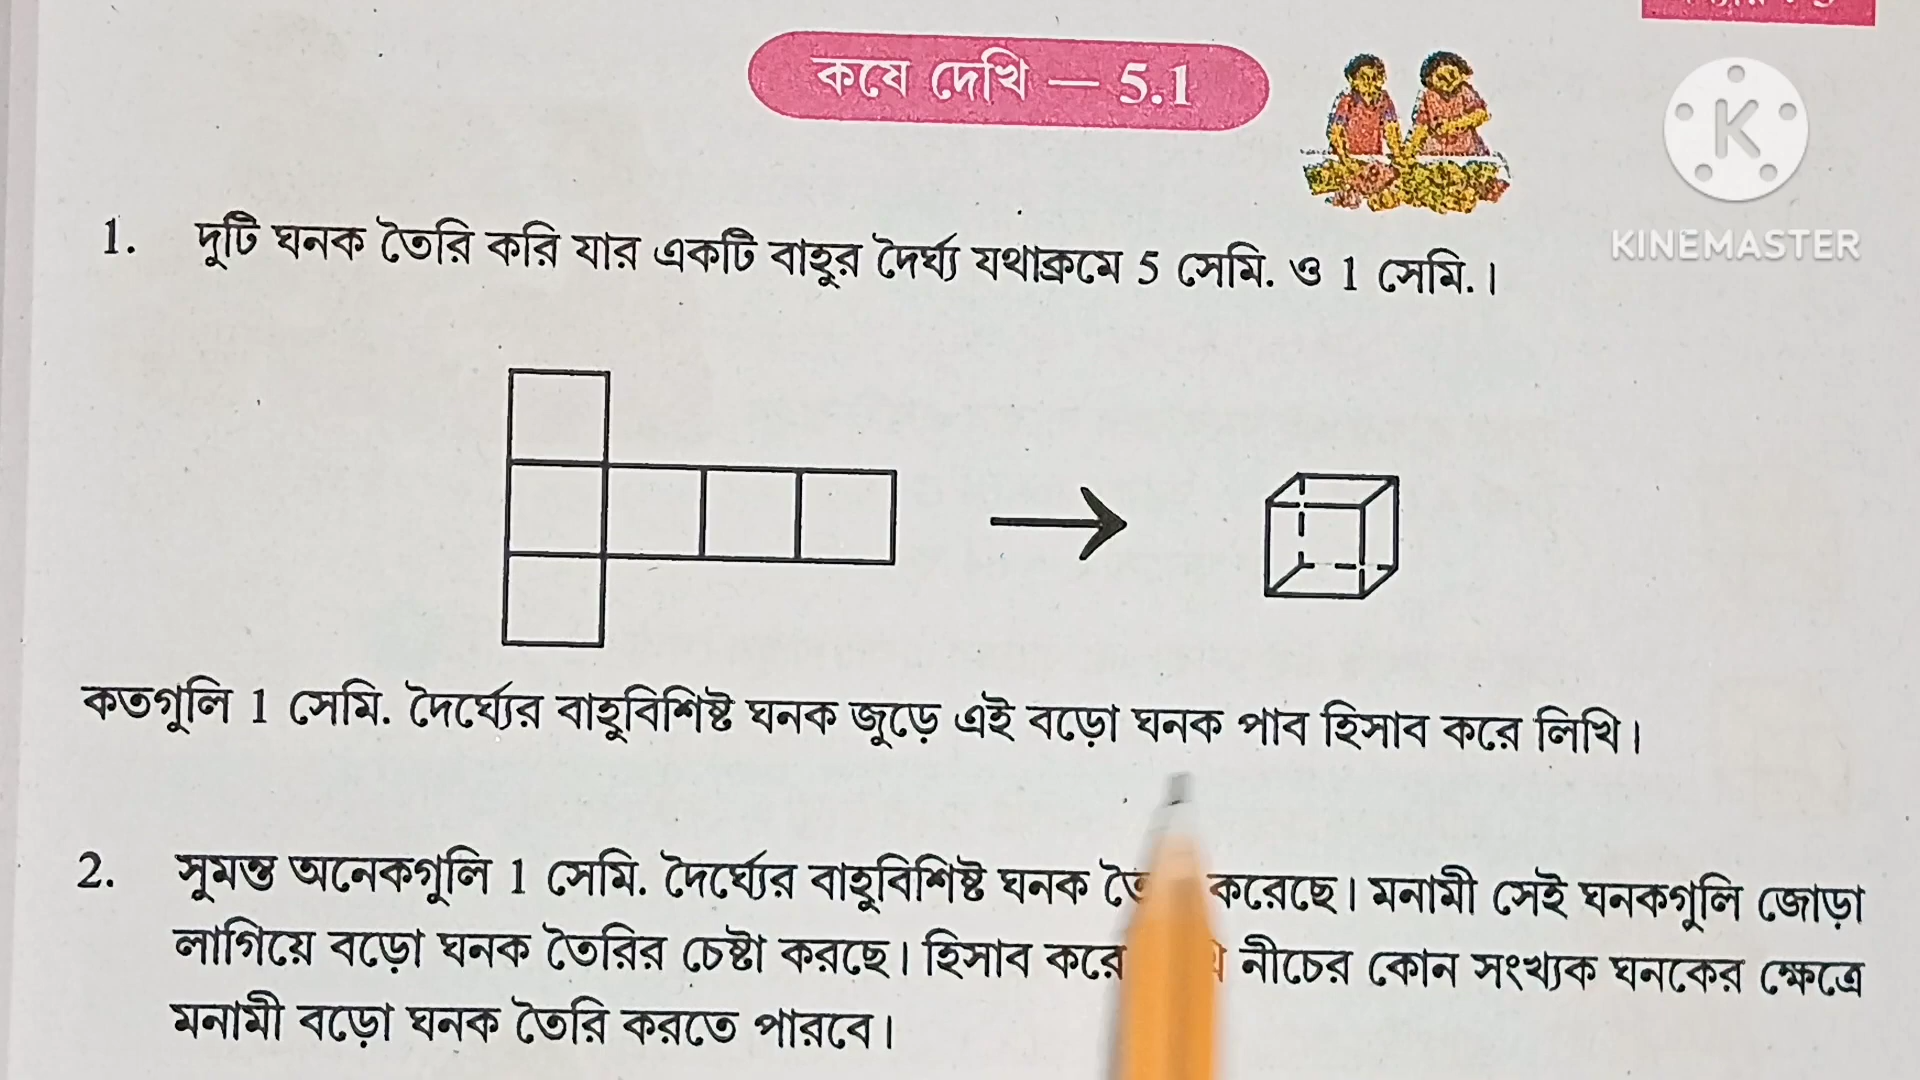 কষে দেখি — 5.1
KINEMASTER
1. দুটি ঘনক তৈরি করি যার একটি বাহুর দৈর্ঘ্য যথাক্রমে 5 সেমি. ও 1 সেমি.।
কতগুলি 1 সেমি. দৈর্ঘ্যের বাহুবিশিষ্ট ঘনক জুড়ে এই বড়ো ঘনক পাব হিসাব করে লিখি।
2. সুমন্ত অনেকগুলি 1 সেমি. দৈর্ঘ্যের বাহুবিশিষ্ট ঘনক করেছে। মনামী সেই ঘনকগুলি জোড়া
লাগিয়ে বড়ো ঘনক তৈরির চেষ্টা করছে। হিসাব করে নীচের কোন সংখ্যক ঘনকের ক্ষেত্রে
মনামী বড়ো ঘনক তৈরি করতে পারবে।